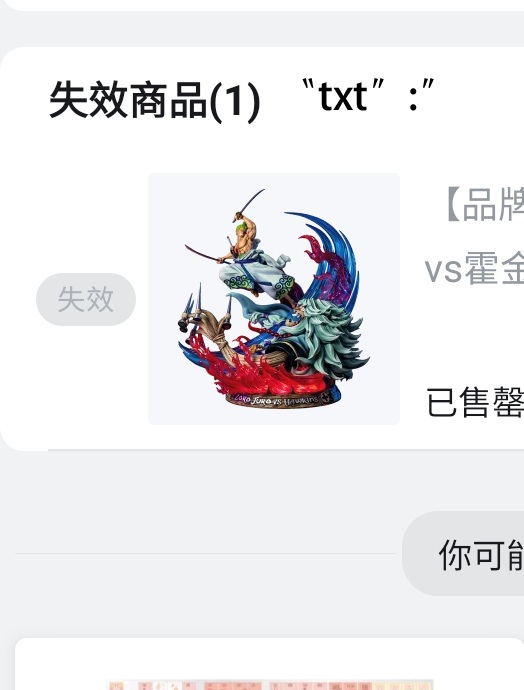 失效商品(1) “txt” :”
【品牌
vs霍金
失效
已售罄
你可能